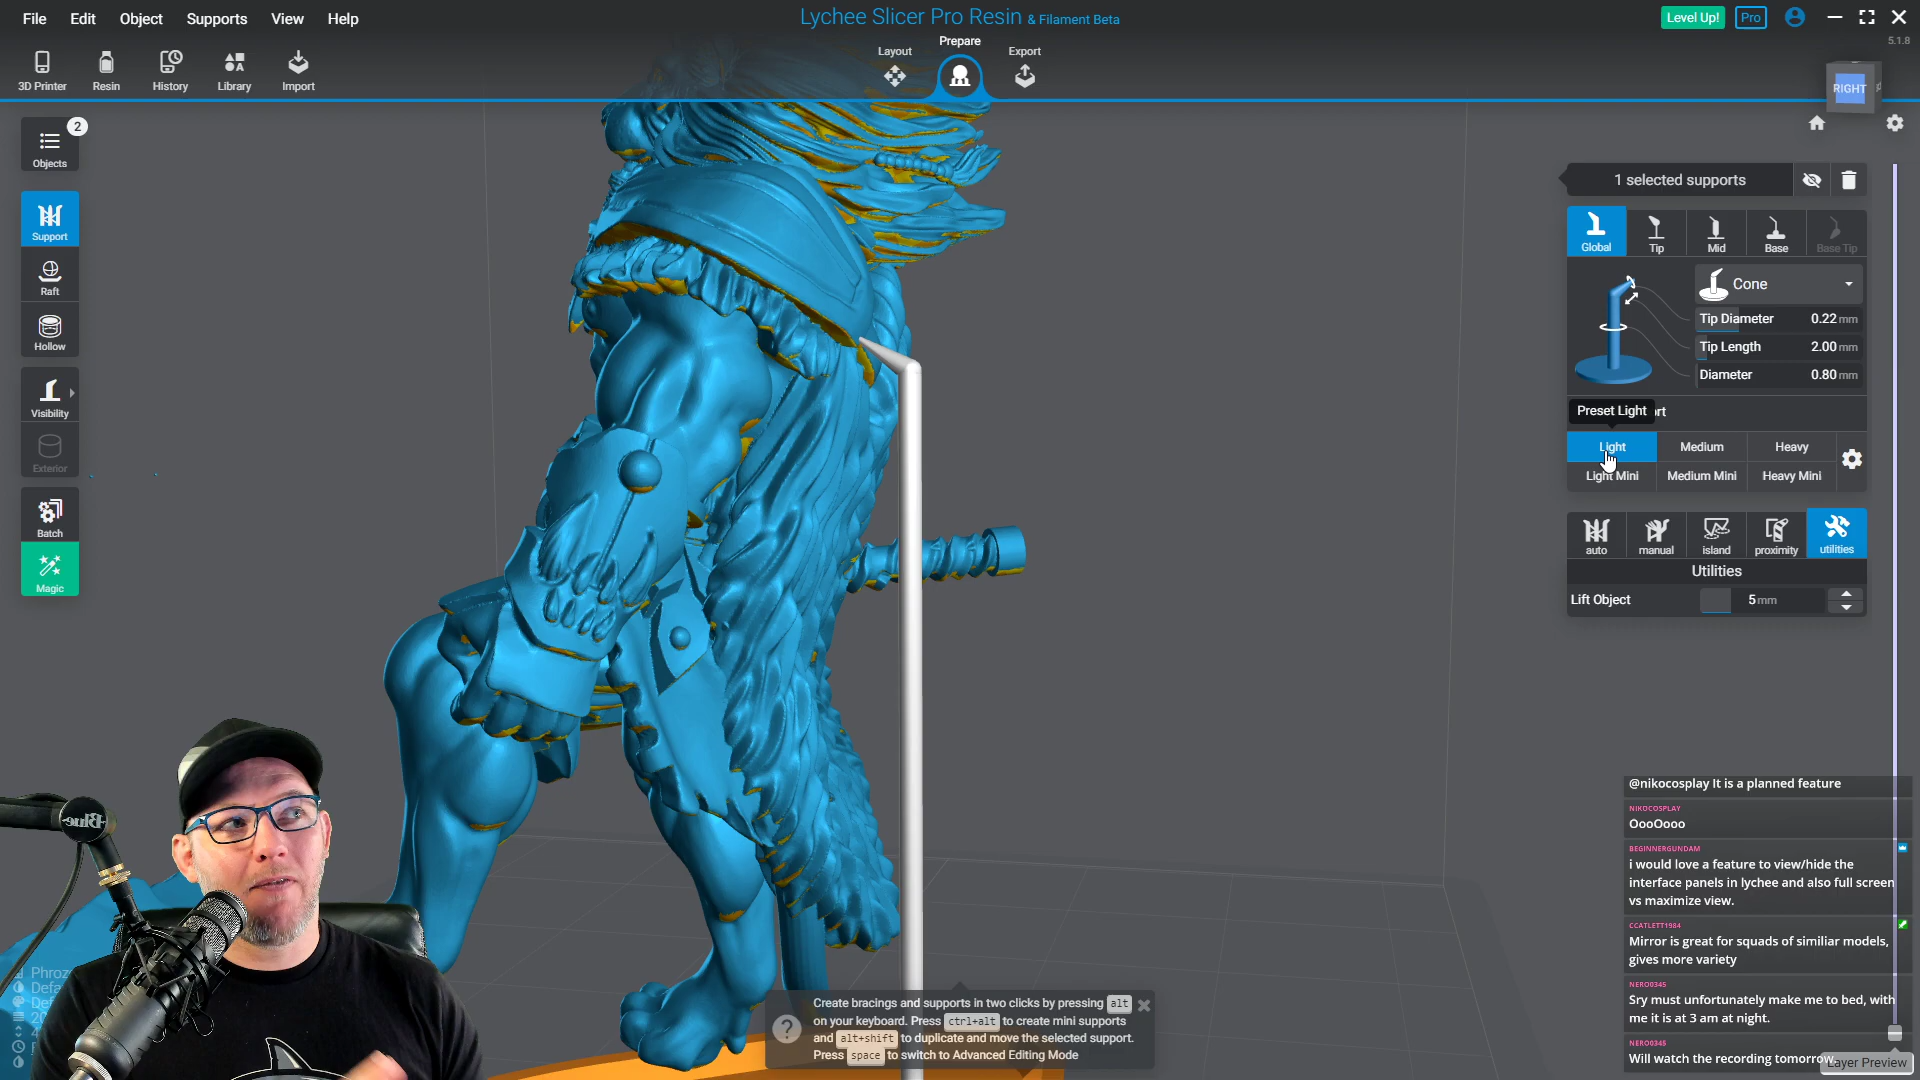 File Edit Object Supports View Help
Lychee Slicer Pro Resin & Filament Beta
Level Up! Pro
5.1.8
3D Printer Resin History Library Import
Layout Prepare Export
RIGHT
2
Objects
Support
Raft
Hollow
Visibility
Exterior
Batch
Magic
1 selected supports
Global Tip Mid Base Base Tip
Cone
Tip Diameter 0.22 mm
Tip Length 2.00 mm
Diameter 0.80 mm
Preset Light
Light Medium Heavy
Light Mini Medium Mini Heavy Mini
auto manual island proximity utilities
Utilities
Lift Object 5 mm
@nikocosplay It is a planned feature
NIKOCOSPLAY
OooOooo
BEGINNERGUNDAM
i would love a feature to view/hide the
interface panels in lychee and also full screen
vs maximize view.
CCATLETT1984
Mirror is great for squads of similiar models,
gives more variety
NERO0345
Sry must unfortunately make me to bed, with
me it is at 3 am at night.
NERO0345
Will watch the recording tomorrow
Layer Preview
Create bracings and supports in two clicks by pressing alt
on your keyboard. Press ctrl+alt to create mini supports
and alt+shift to duplicate and move the selected support.
Press space to switch to Advanced Editing Mode
Blue